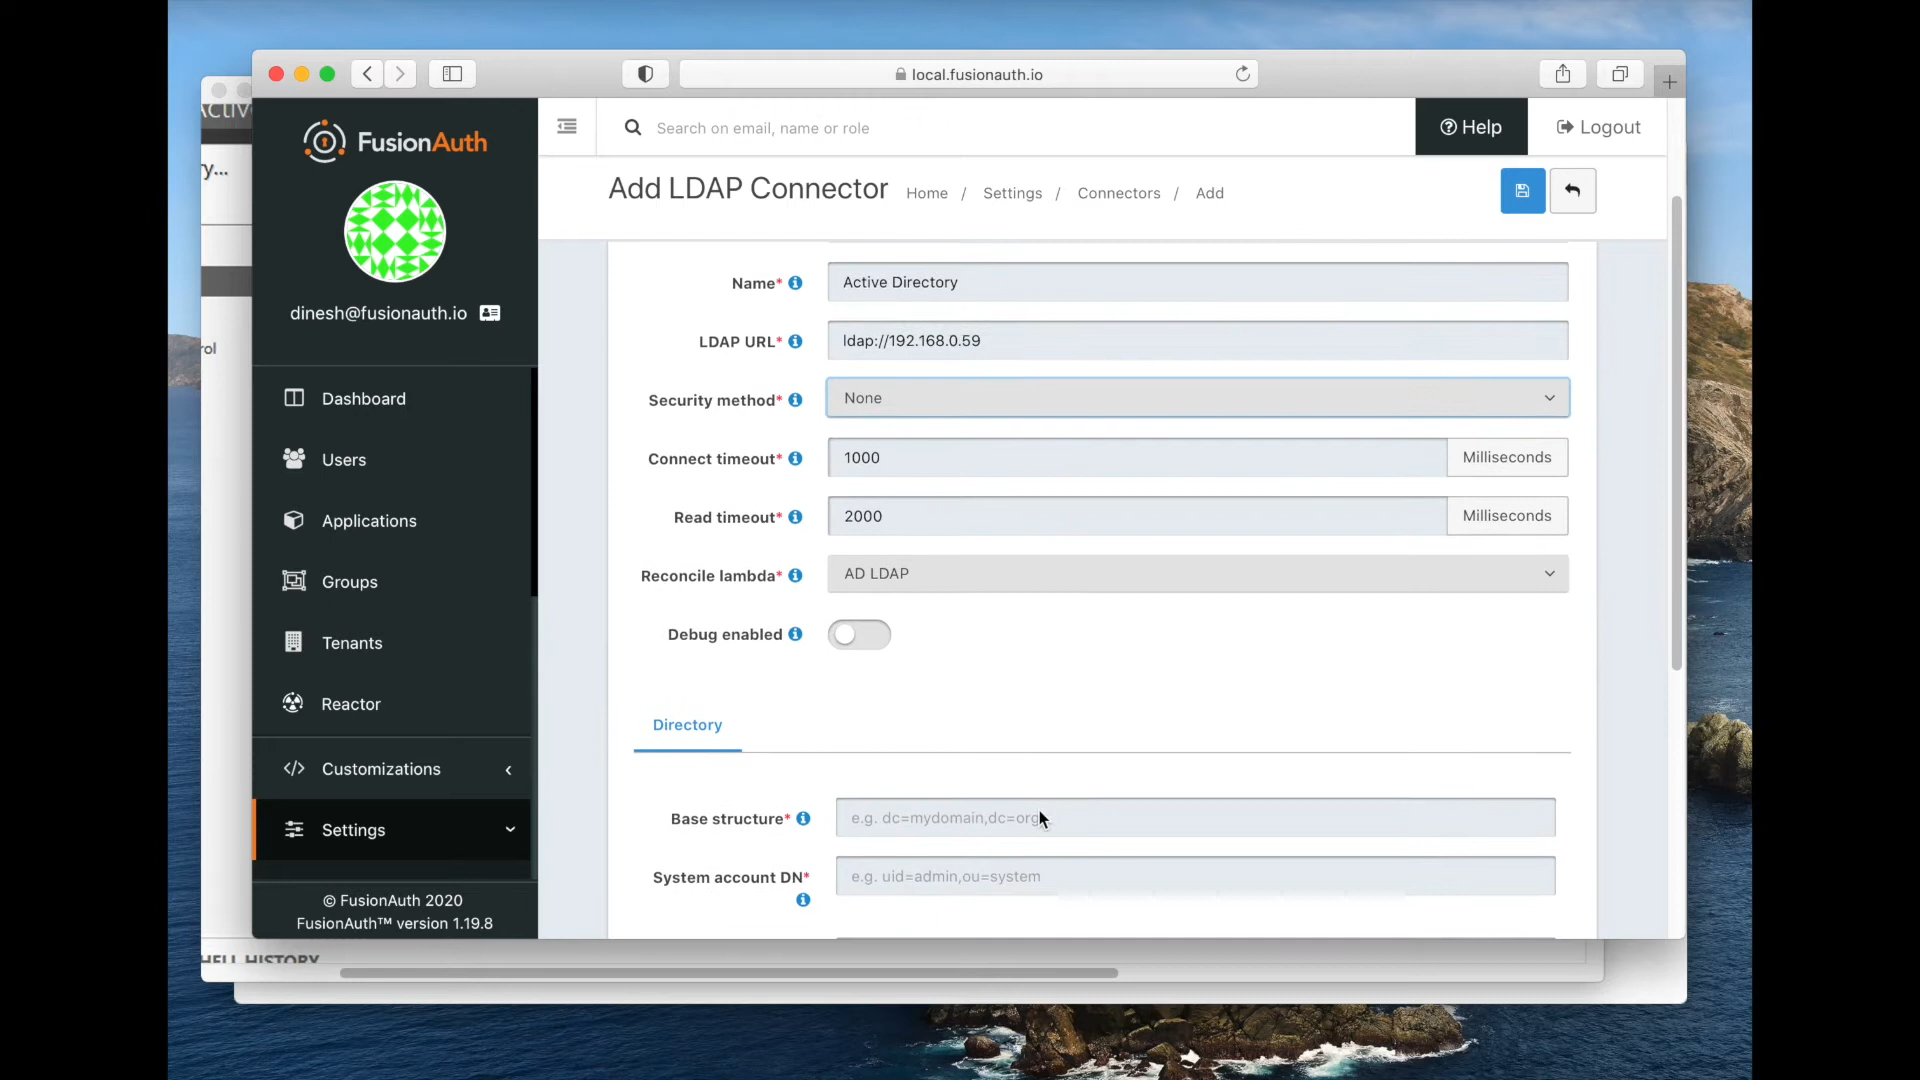 local.fusionauth.io
FusionAuth
Search on email, name or role
Help
Logout
Add LDAP Connector
Home / Settings / Connectors / Add
dinesh@fusionauth.io
Dashboard
Users
Applications
Groups
Tenants
Reactor
Customizations
Settings
© FusionAuth 2020
FusionAuth™ version 1.19.8
Name* Active Directory
LDAP URL* ldap://192.168.0.59
Security method* None
Connect timeout* 1000 Milliseconds
Read timeout* 2000 Milliseconds
Reconcile lambda* AD LDAP
Debug enabled
Directory
Base structure* e.g. dc=mydomain,dc=org
System account DN* e.g. uid=admin,ou=system